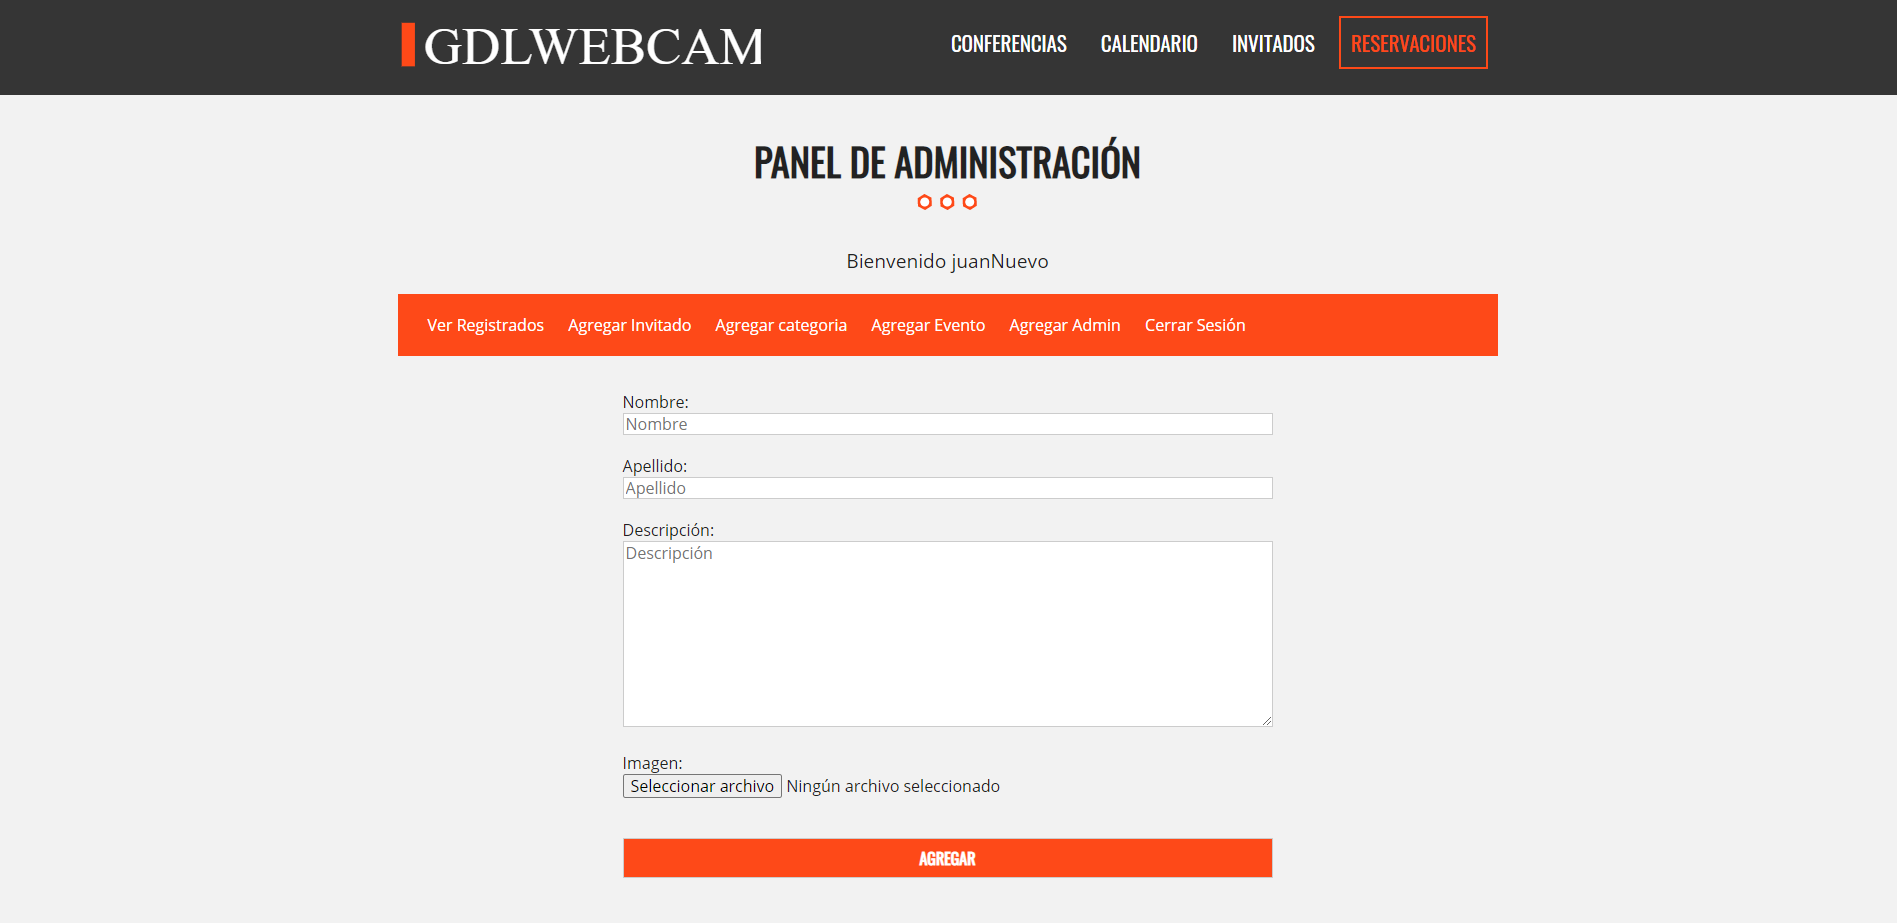 GDLWEBCAM
CONFERENCIAS CALENDARIO INVITADOS RESERVACIONES
PANEL DE ADMINISTRACIÓN
Bienvenido juanNuevo
Ver Registrados Agregar Invitado Agregar categoria Agregar Evento Agregar Admin Cerrar Sesión
Nombre:
Nombre
Apellido:
Apellido
Descripción:
Descripción
Imagen:
Seleccionar archivo Ningún archivo seleccionado
AGREGAR